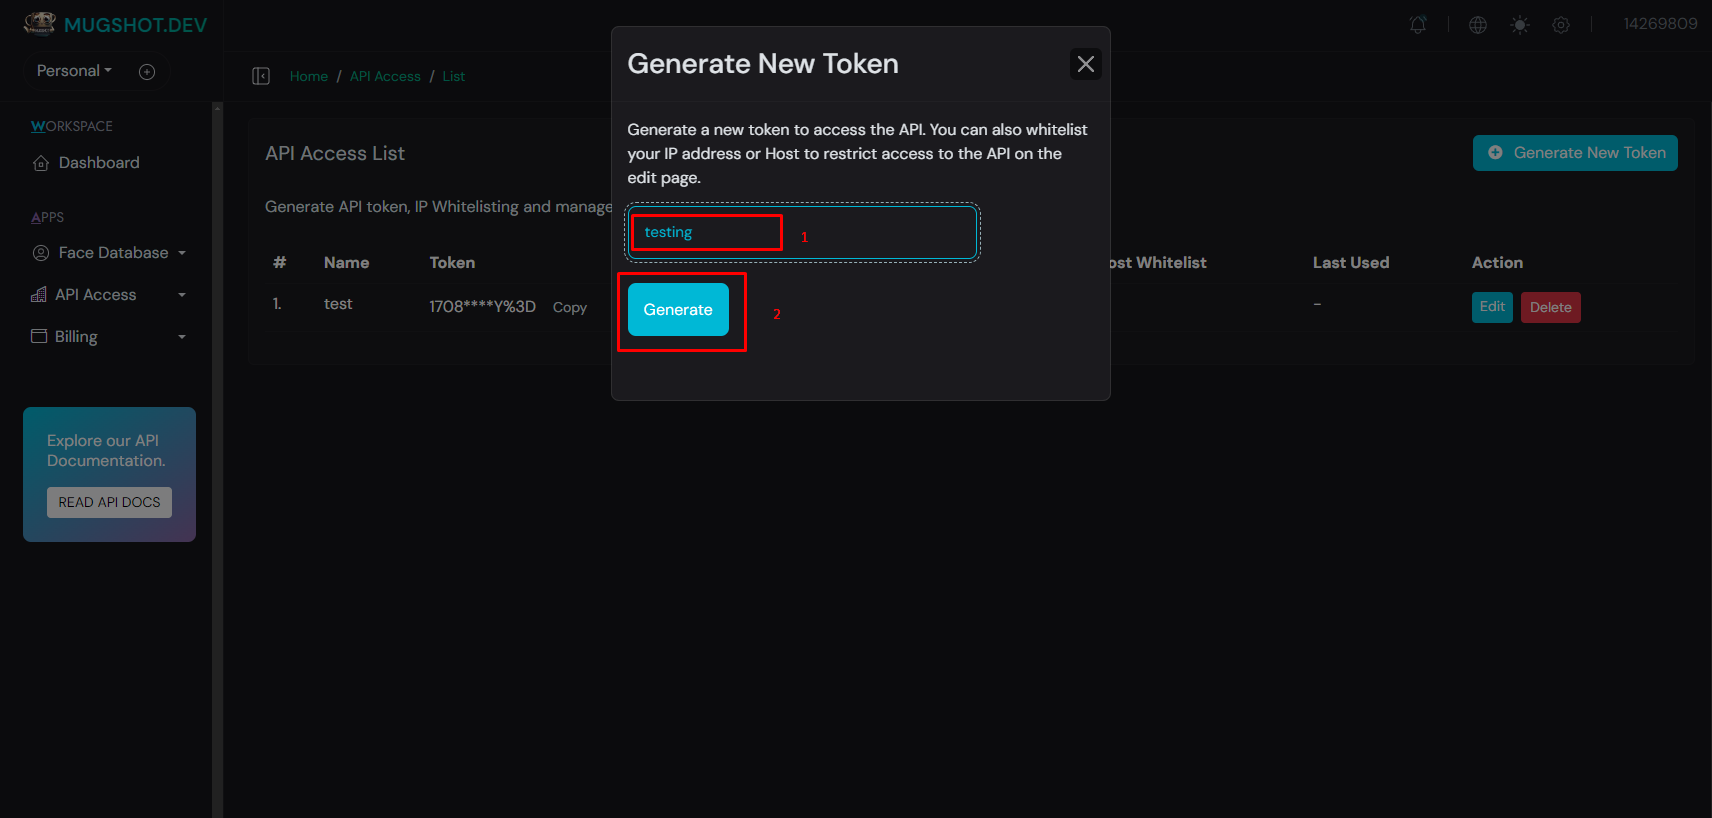 MUGSHOT.DEV
14269809
Personal
Home / API Access / List
WORKSPACE
Dashboard
APPS
Face Database
API Access
Billing
Explore our API
Documentation.
READ API DOCS
API Access List
Generate New Token
Generate API token, IP Whitelisting and manage
# Name Token ost Whitelist Last Used Action
1. test 1708****Y%3D Copy - Edit Delete
Generate New Token
Generate a new token to access the API. You can also whitelist
your IP address or Host to restrict access to the API on the
edit page.
testing 1
Generate 2